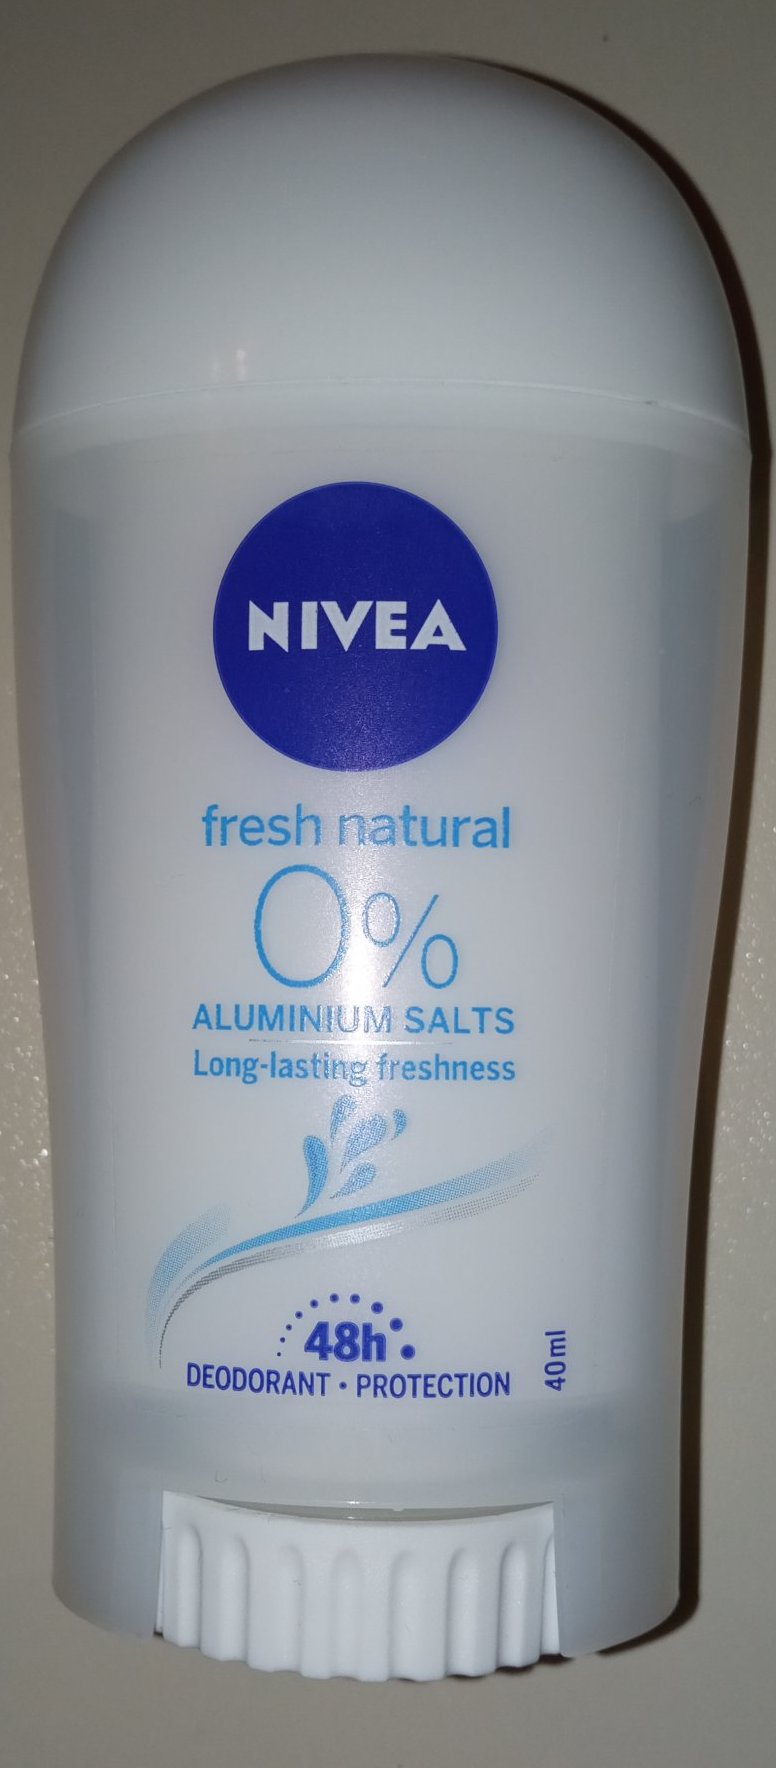 NIVEA
fresh natural
0%
ALUMINIUM SALTS
Long-lasting freshness
48h
DEODORANT • PROTECTION
40ml